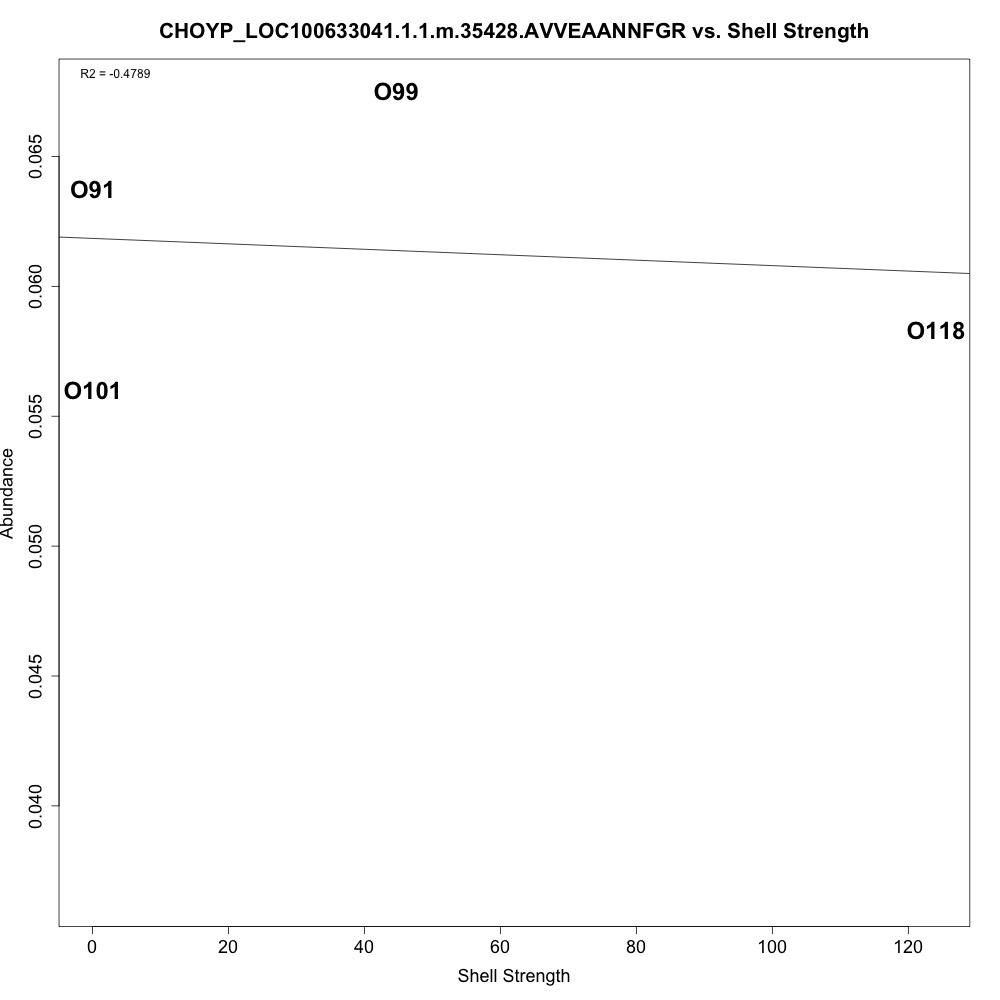 CHOYP_LOC100633041.1.1.m.35428.AVVEAANNFGR vs. Shell Strength
R2 = -0.4789
O99
O91
O118
O101
Abundance
0.065
0.060
0.055
0.050
0.045
0.040
0 20 40 60 80 100 120
Shell Strength